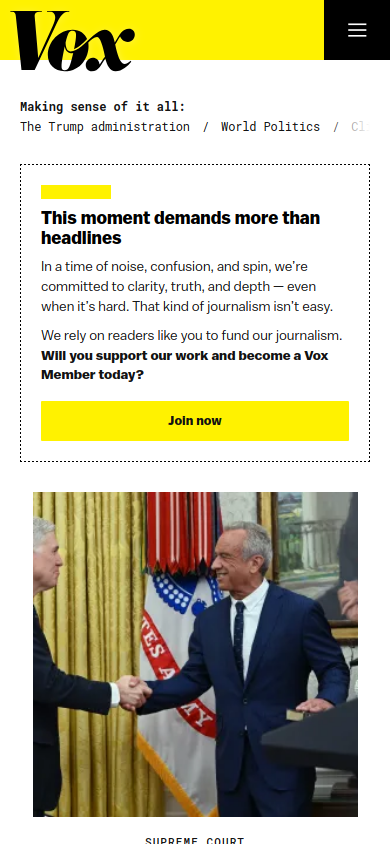 Vox
Making sense of it all:
The Trump administration / World Politics /
This moment demands more than
headlines
In a time of noise, confusion, and spin, we're
committed to clarity, truth, and depth — even
when it's hard. That kind of journalism isn't easy.
We rely on readers like you to fund our journalism.
Will you support our work and become a Vox
Member today?
Join now
TES ARMY
SUPREME COURT